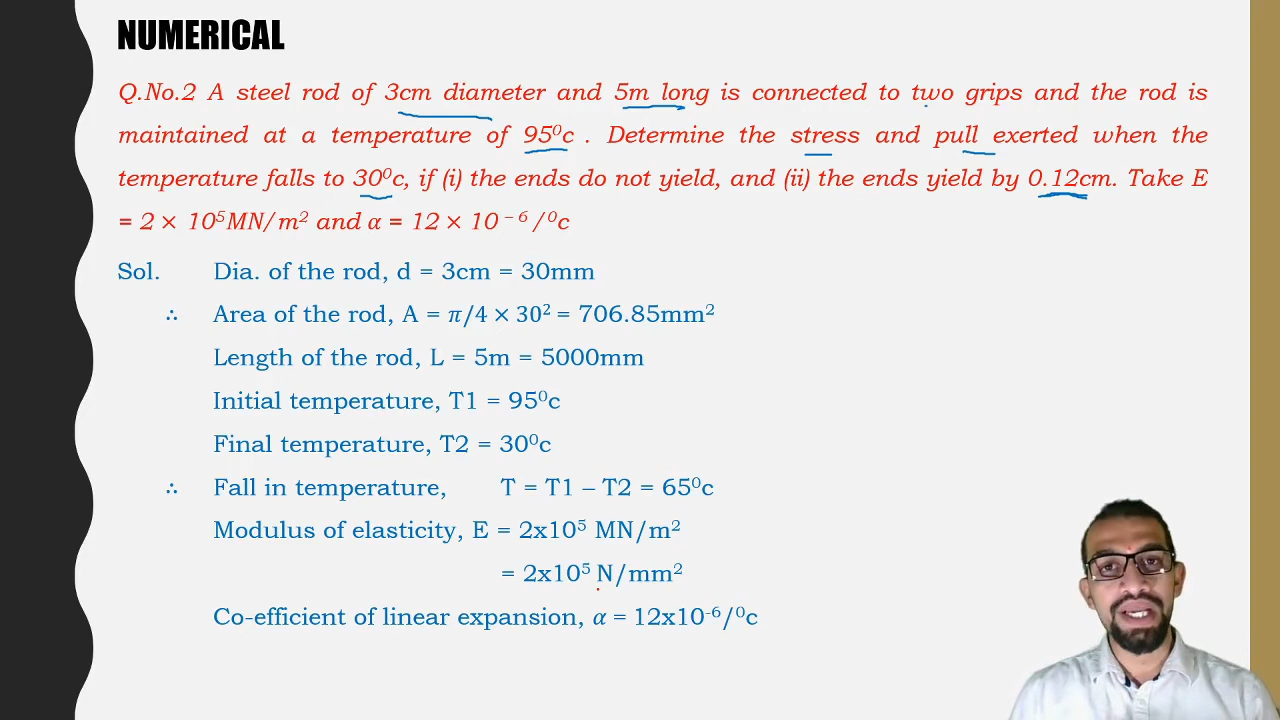 NUMERICAL
Q.No.2 A steel rod of 3cm diameter and 5m long is connected to two grips and the rod is
maintained at a temperature of 95⁰c . Determine the stress and pull exerted when the
temperature falls to 30⁰c, if (i) the ends do not yield, and (ii) the ends yield by 0.12cm. Take E
= 2 × 10⁵MN/m² and α = 12 × 10⁻⁶/⁰c
Sol. Dia. of the rod, d = 3cm = 30mm
∴ Area of the rod, A = π/4 × 30² = 706.85mm²
Length of the rod, L = 5m = 5000mm
Initial temperature, T1 = 95⁰c
Final temperature, T2 = 30⁰c
∴ Fall in temperature, T = T1 – T2 = 65⁰c
Modulus of elasticity, E = 2x10⁵ MN/m²
= 2x10⁵ N/mm²
Co-efficient of linear expansion, α = 12x10⁻⁶/⁰c